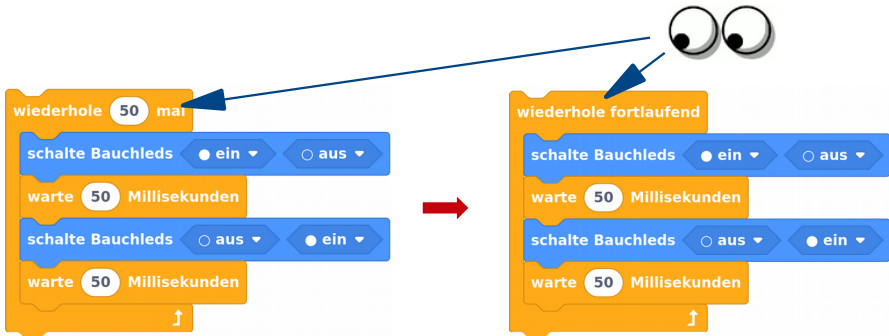 wiederhole 50 mal
schalte Bauchleds ein aus
warte 50 Millisekunden
schalte Bauchleds aus ein
warte 50 Millisekunden
wiederhole fortlaufend
schalte Bauchleds ein aus
warte 50 Millisekunden
schalte Bauchleds aus ein
warte 50 Millisekunden